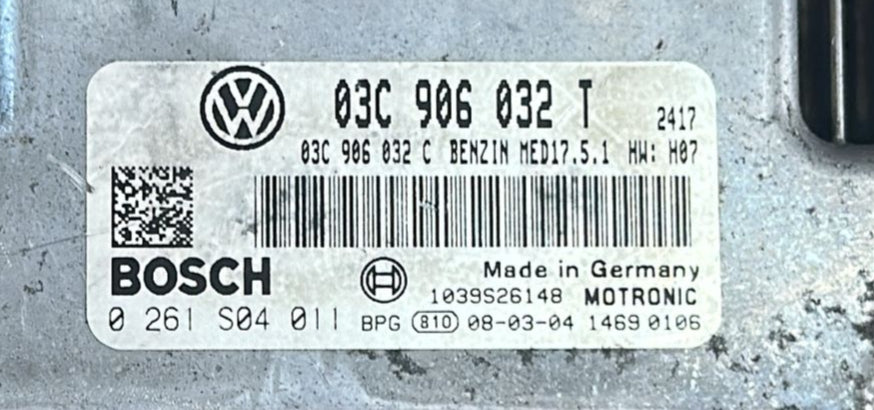 03C 906 032 T 2417
03C 906 032 C BENZIN MED17.5.1 HW: H07
BOSCH Made in Germany
1039S26148 MOTRONIC
0 261 S04 011 BPG 810 08-03-04 1469 0106